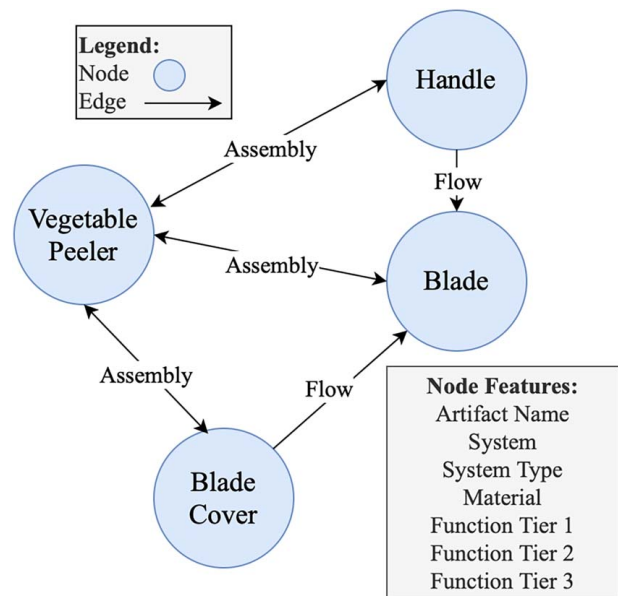 Legend:
Node
Edge
Handle
Assembly
Flow
Vegetable
Peeler
Assembly
Blade
Assembly
Flow
Blade
Cover
Node Features:
Artifact Name
System
System Type
Material
Function Tier 1
Function Tier 2
Function Tier 3